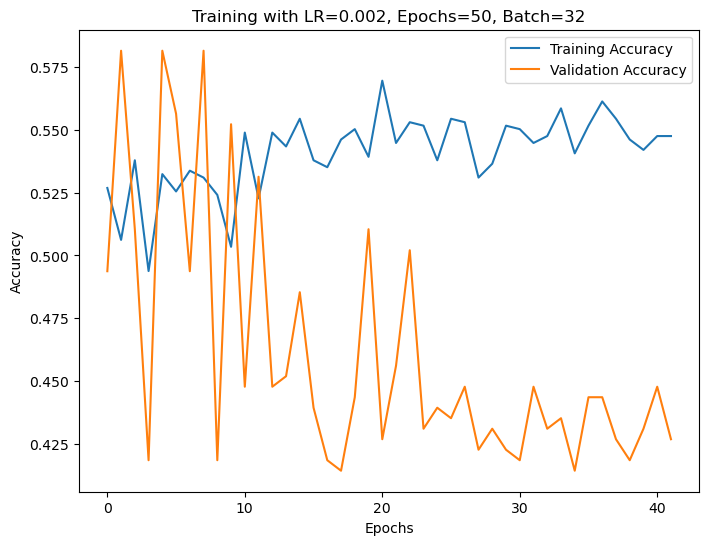 Training with LR=0.002, Epochs=50, Batch=32
Training Accuracy
Validation Accuracy
0.575
0.550
0.525
0.500
0.475
0.450
0.425
Accuracy
0
10
20
30
40
Epochs